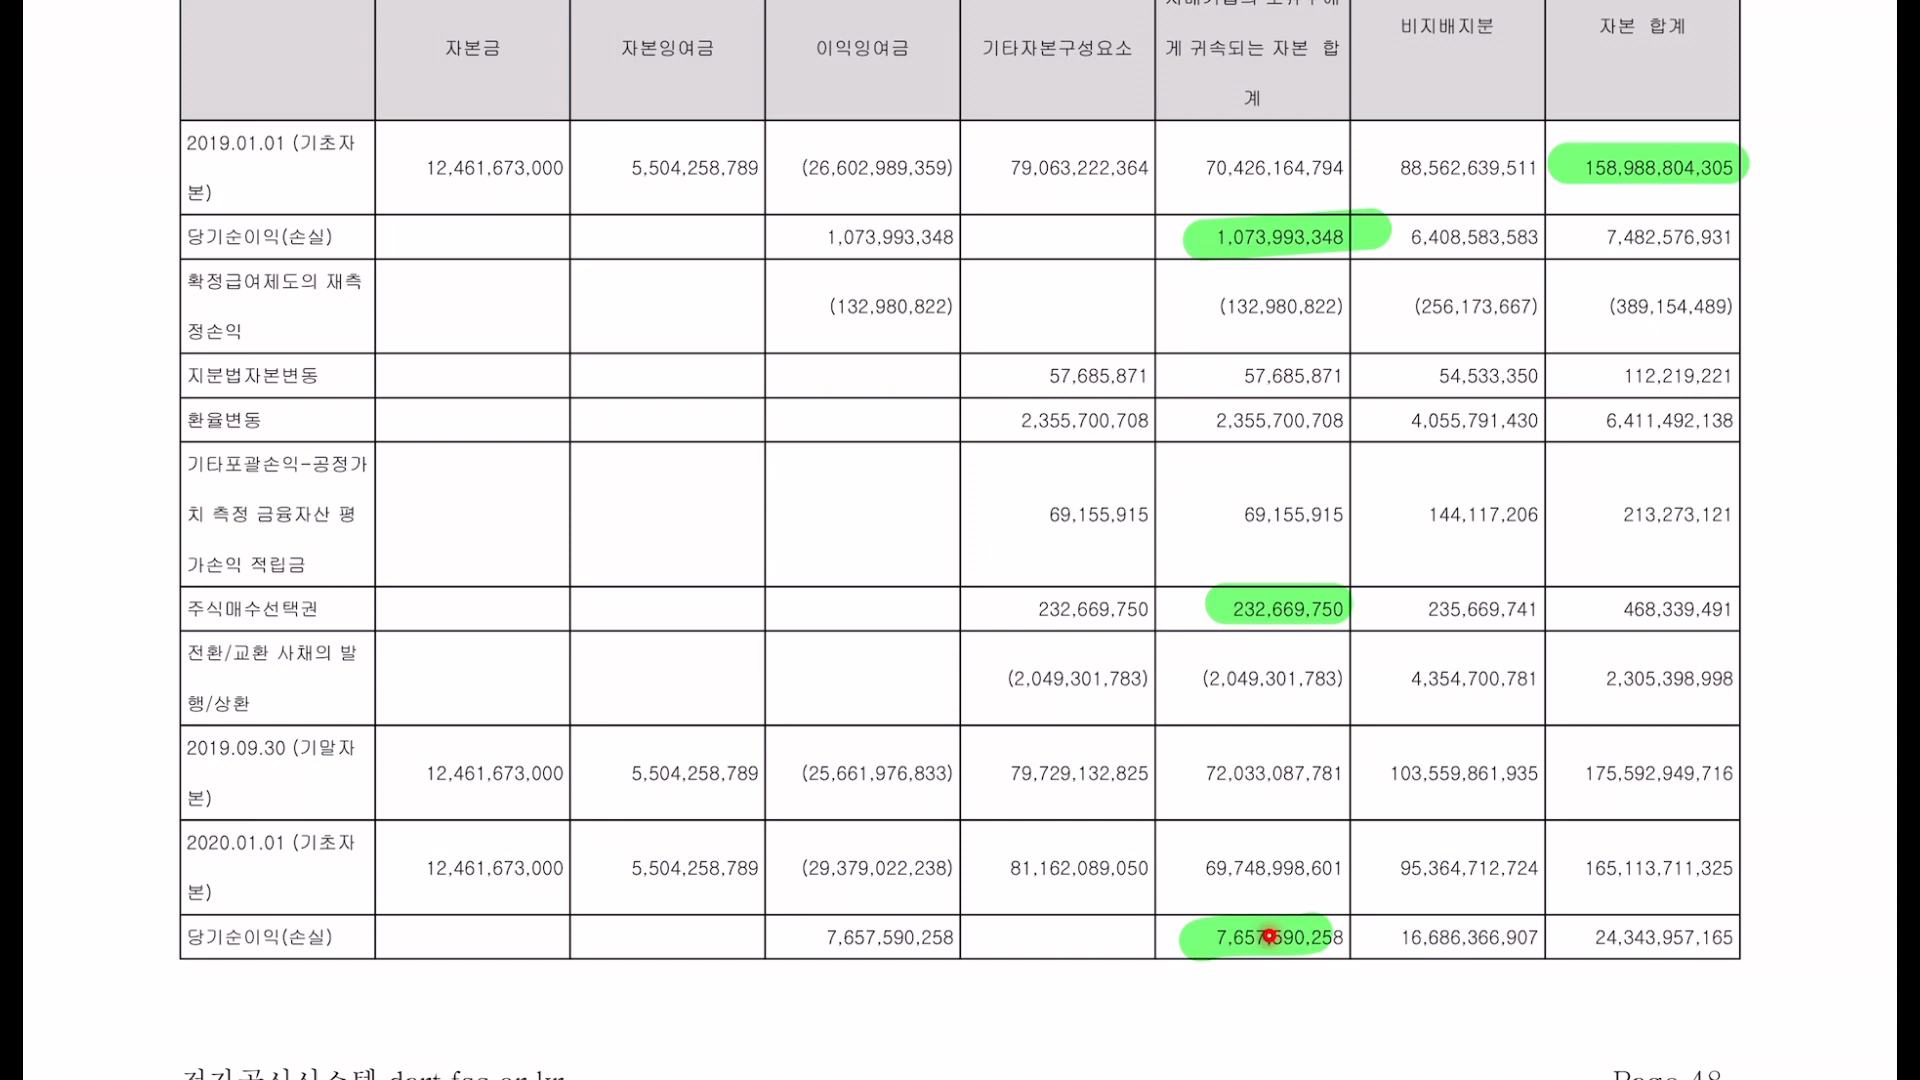 자본금 자본잉여금 이익잉여금 기타자본구성요소 게 귀속되는 자본 합 계 비지배지분 자본 합계
2019.01.01 (기초자
본) 12,461,673,000 5,504,258,789 (26,602,989,359) 79,063,222,364 70,426,164,794 88,562,639,511 158,988,804,305
당기순이익(손실) 1,073,993,348 1,073,993,348 6,408,583,583 7,482,576,931
확정급여제도의 재측
정손익 (132,980,822) (132,980,822) (256,173,667) (389,154,489)
지분법자본변동 57,685,871 57,685,871 54,533,350 112,219,221
환율변동 2,355,700,708 2,355,700,708 4,055,791,430 6,411,492,138
기타포괄손익-공정가
치 측정 금융자산 평
가손익 적립금 69,155,915 69,155,915 144,117,206 213,273,121
주식매수선택권 232,669,750 232,669,750 235,669,741 468,339,491
전환/교환 사채의 발
행/상환 (2,049,301,783) (2,049,301,783) 4,354,700,781 2,305,398,998
2019.09.30 (기말자
본) 12,461,673,000 5,504,258,789 (25,661,976,833) 79,729,132,825 72,033,087,781 103,559,861,935 175,592,949,716
2020.01.01 (기초자
본) 12,461,673,000 5,504,258,789 (29,379,022,238) 81,162,089,050 69,748,998,601 95,364,712,724 165,113,711,325
당기순이익(손실) 7,657,590,258 7,657,590,258 16,686,366,907 24,343,957,165
전자공시시스템 dart.fss.or.kr Page 48